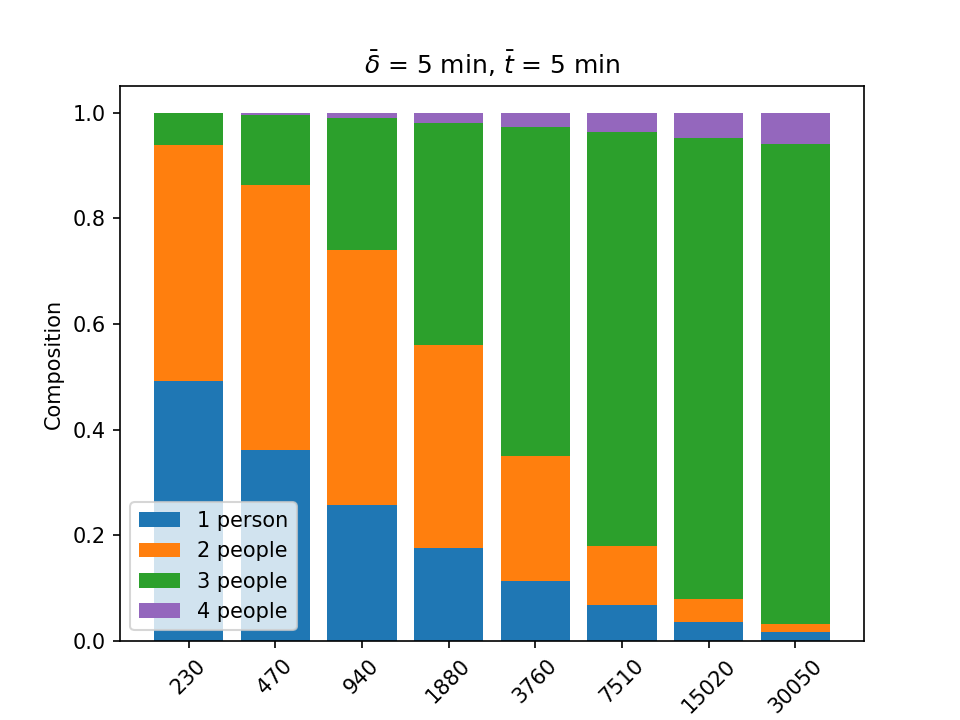 δ̄ = 5 min, t̄ = 5 min
1.0
0.8
0.6
0.4
0.2
0.0
Composition
1 person
2 people
3 people
4 people
230
470
940
1880
3760
7510
15020
30050